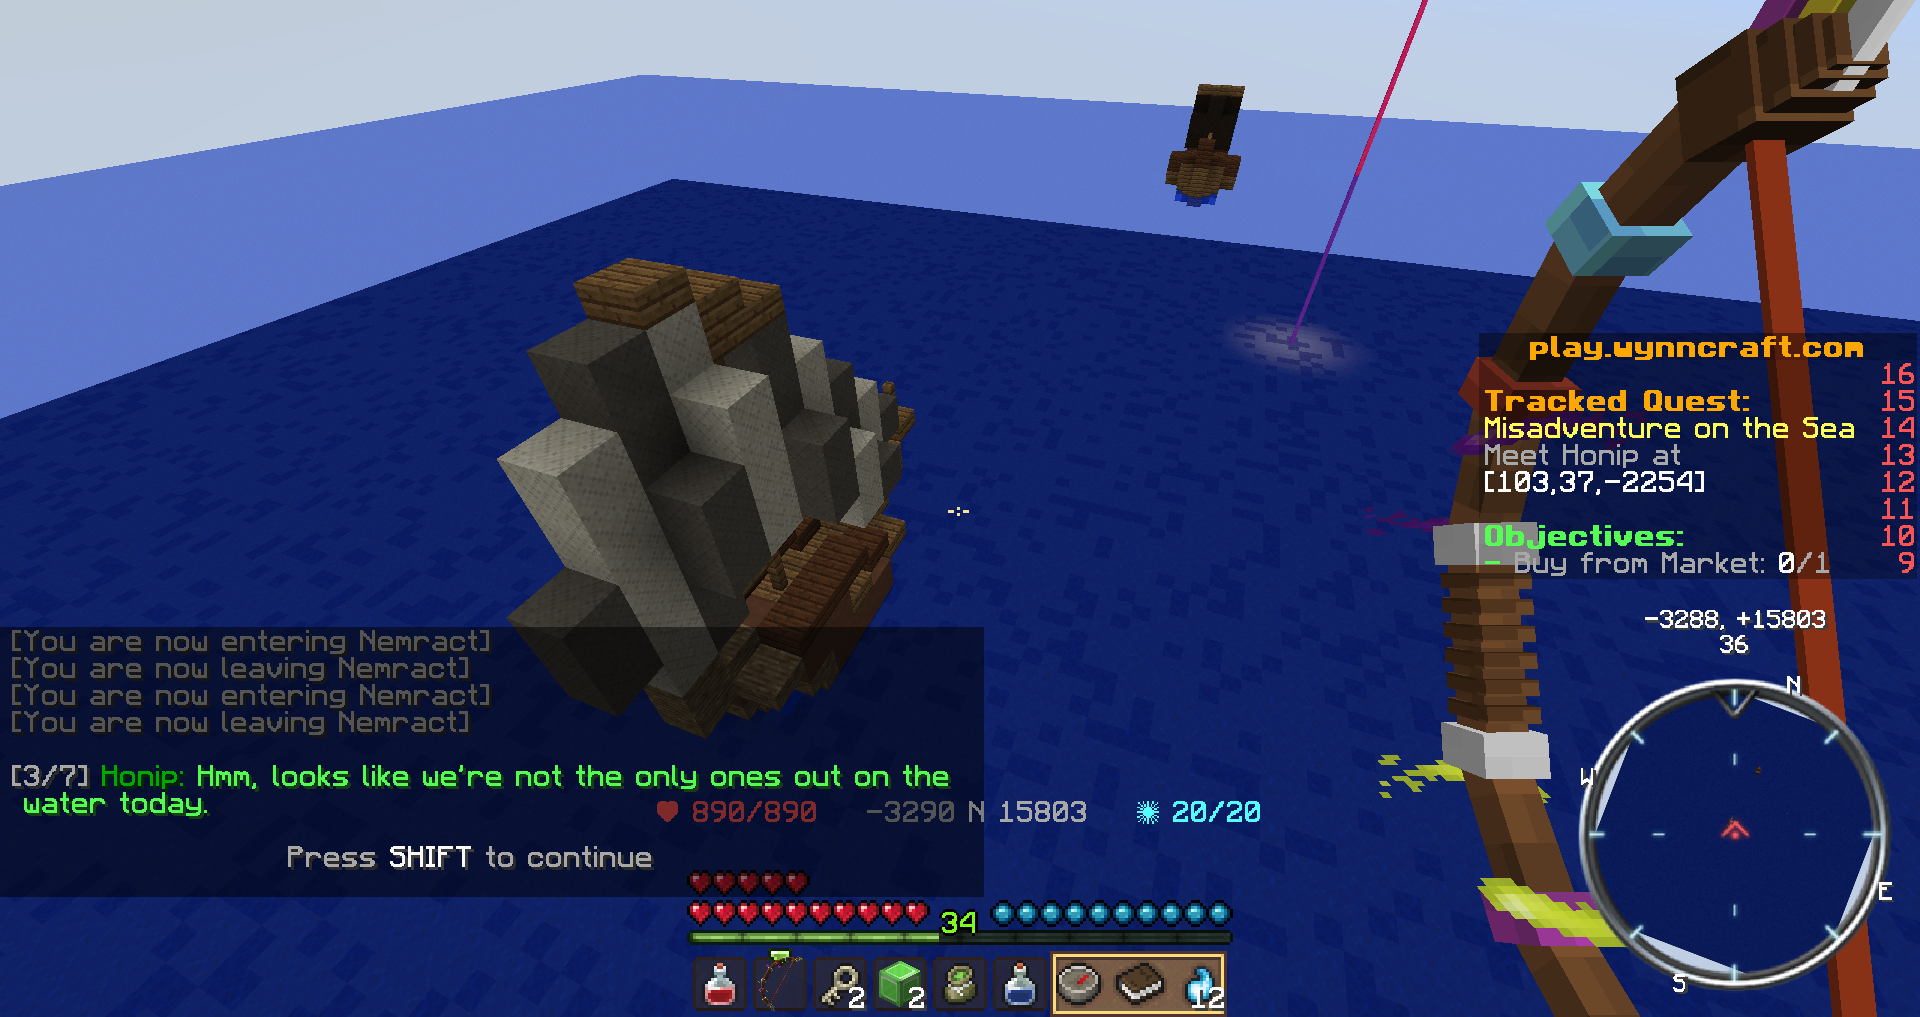 play.wynncraft.com
16
Tracked Quest:
15
Misadventure on the Sea
14
Meet Honip at
13
[103,37,-2254]
12
11
Objectives:
10
- Buy from Market: 0/1
9
-3288, +15803
36
N
W
E
S
[You are now entering Nemract]
[You are now leaving Nemract]
[You are now entering Nemract]
[You are now leaving Nemract]
[3/7] Honip: Hmm, looks like we're not the only ones out on the
water today.
Press SHIFT to continue
890/890
-3290 N 15803
20/20
34
2
2
12